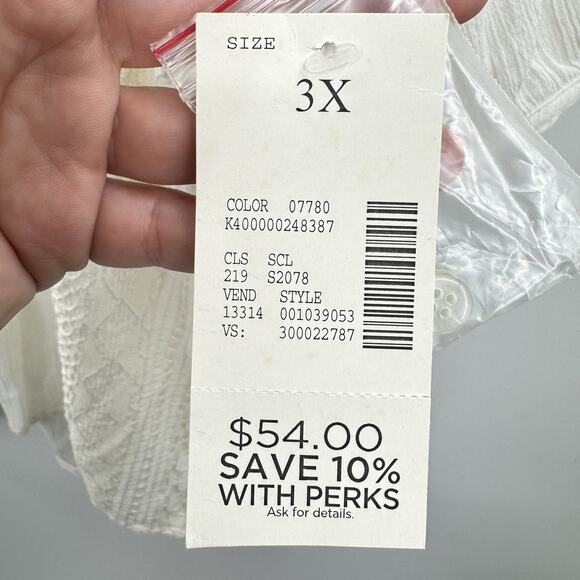 SIZE
3X
COLOR 07780
K400000248387
CLS SCL
219 S2078
VEND STYLE
13314 001039053
VS: 300022787
$54.00
SAVE 10%
WITH PERKS
Ask for details.